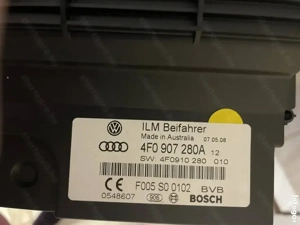 ILM Beifahrer
Made in Australia 07.05.08
4F0 907 280A 12
SW: 4F0910 280 010
F005 S0 0102 BVB
0548607 906 BOSCH